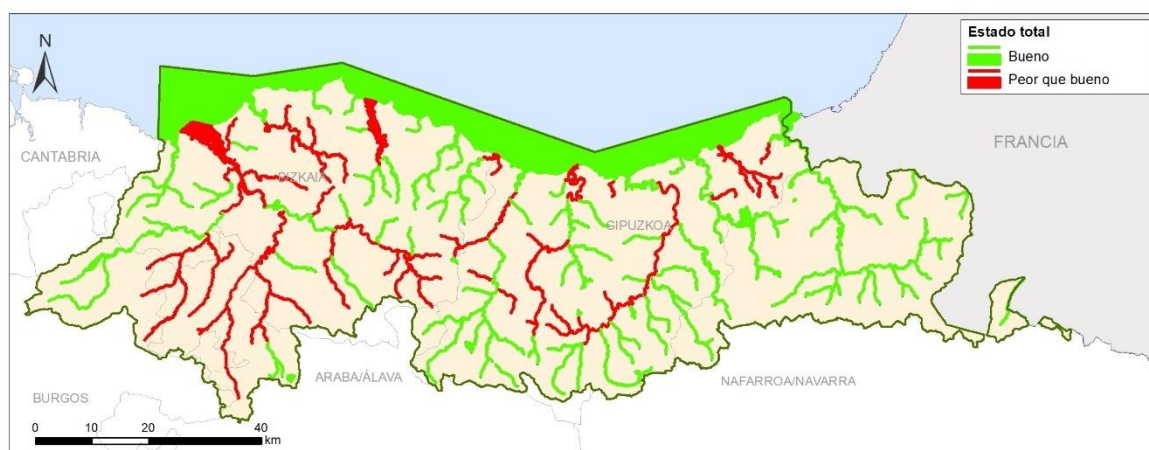 N
Estado total
Bueno
Peor que bueno
FRANCIA
CANTABRIA
BIZKAIA
GIPUZKOA
ARABA/ÁLAVA
NAFARROA/NAVARRA
BURGOS
0 10 20 40
km